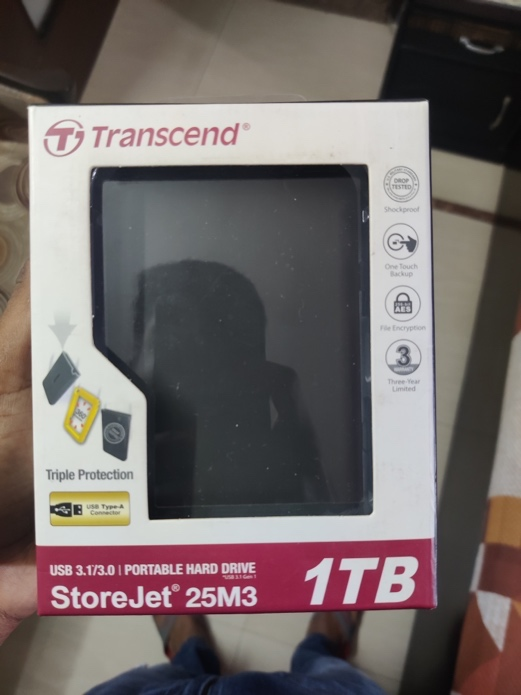 Transcend®
DROP
TESTED
Shockproof
One Touch
Backup
AES
File Encryption
3
WARRANTY
Three-Year
Limited
Triple Protection
USB Type-A
Connector
USB 3.1/3.0 | PORTABLE HARD DRIVE
*USB 3.1 Gen 1
StoreJet® 25M3
1TB